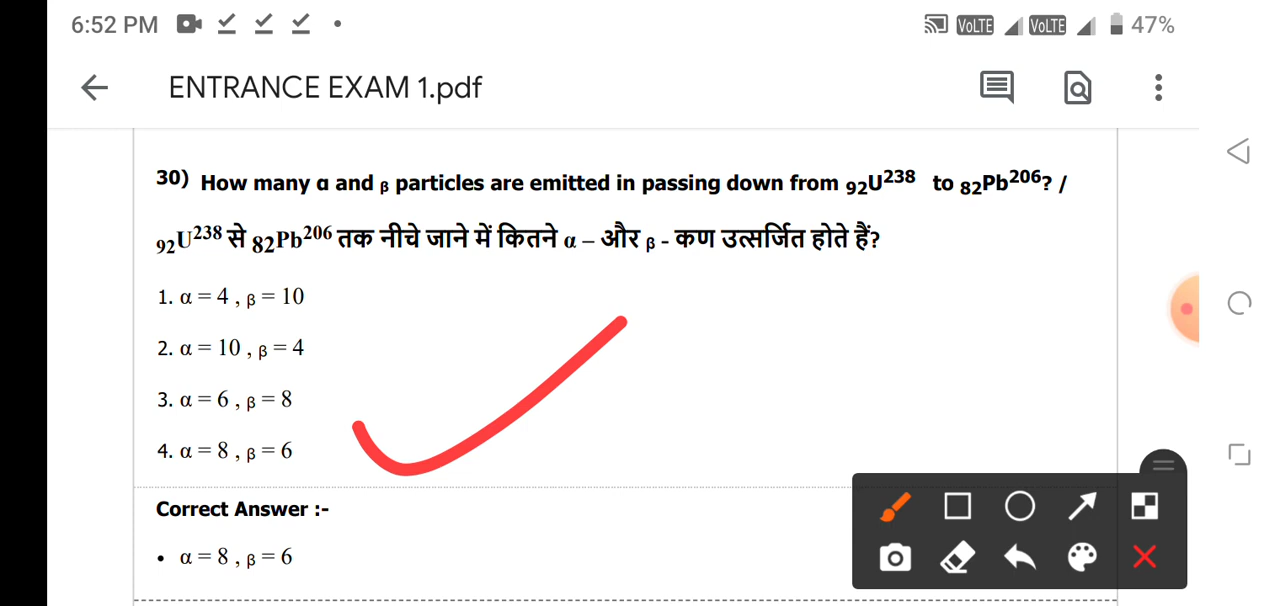 6:52 PM VoLTE VoLTE 47%
ENTRANCE EXAM 1.pdf
30) How many α and β particles are emitted in passing down from ₉₂U²³⁸ to ₈₂Pb²⁰⁶? /
₉₂U²³⁸ से ₈₂Pb²⁰⁶ तक नीचे जाने में कितने α – और β - कण उत्सर्जित होते हैं?
1. α = 4 , β = 10
2. α = 10 , β = 4
3. α = 6 , β = 8
4. α = 8 , β = 6
Correct Answer :-
• α = 8 , β = 6